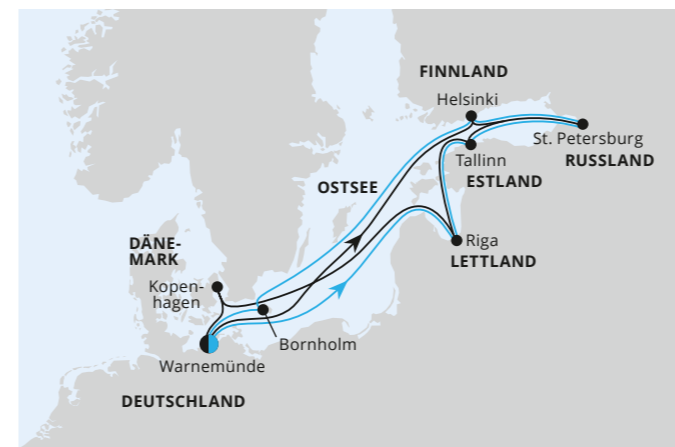 FINNLAND
Helsinki
St. Petersburg
RUSSLAND
Tallinn
ESTLAND
OSTSEE
Riga
LETTLAND
DÄNE-
MARK
Kopen-
hagen
Bornholm
Warnemünde
DEUTSCHLAND